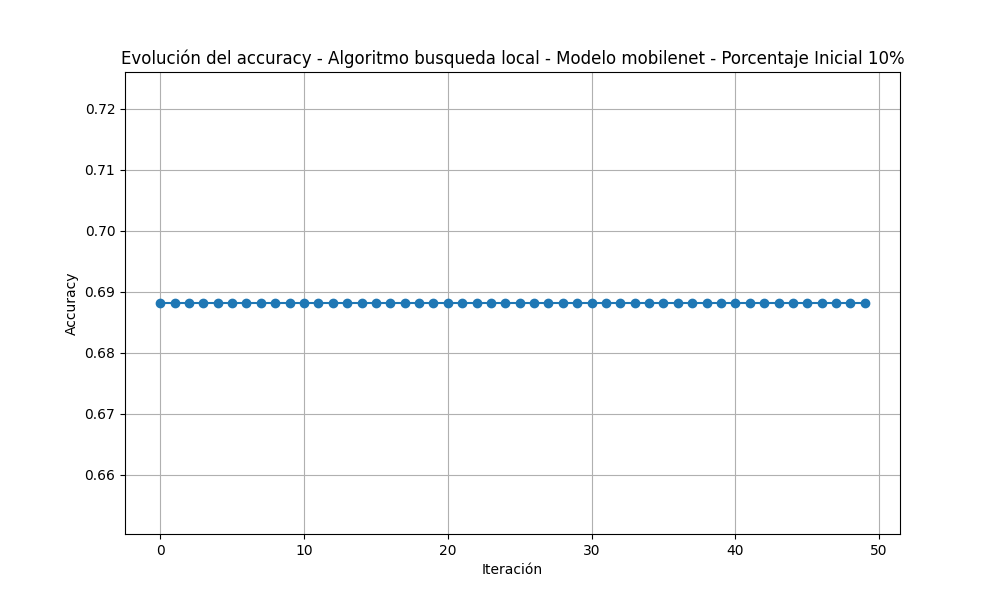 Evolución del accuracy - Algoritmo busqueda local - Modelo mobilenet - Porcentaje Inicial 10%
0.72
0.71
0.70
0.69
0.68
0.67
0.66
Accuracy
0 10 20 30 40 50
Iteración